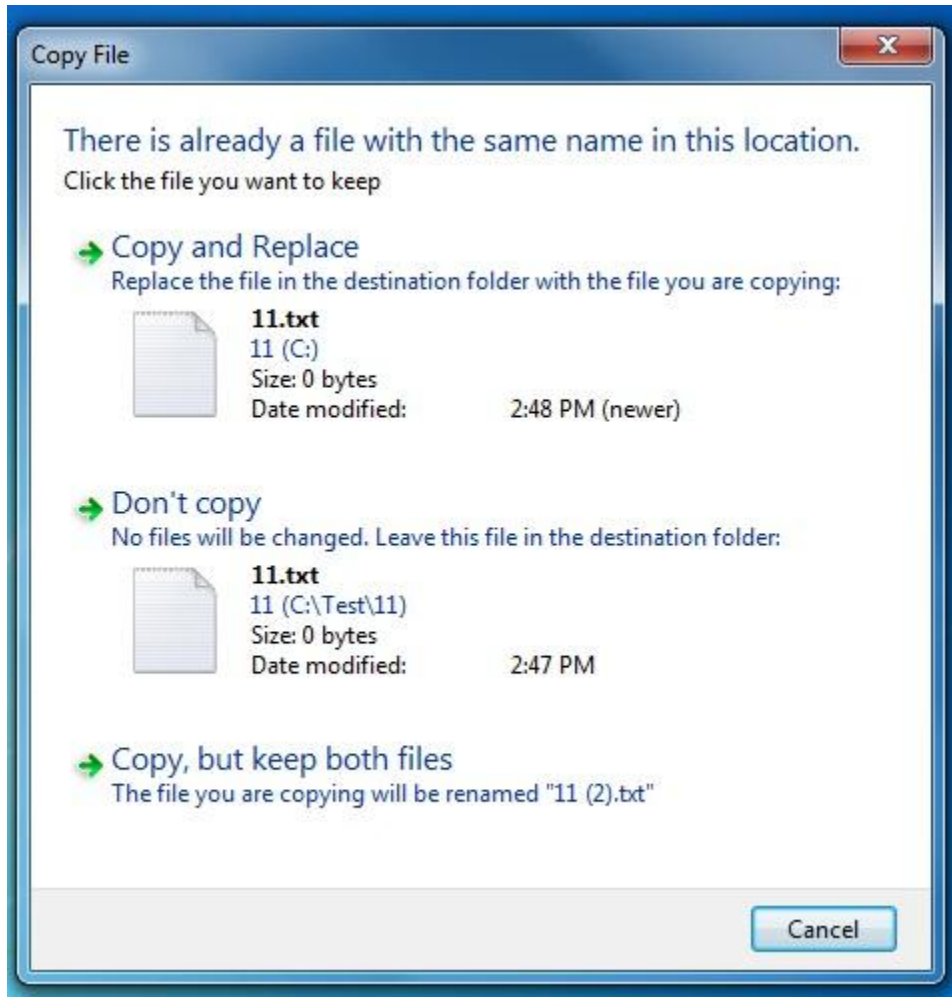 Copy File
There is already a file with the same name in this location.
Click the file you want to keep
Copy and Replace
Replace the file in the destination folder with the file you are copying:
11.txt
11 (C:)
Size: 0 bytes
Date modified: 2:48 PM (newer)
Don't copy
No files will be changed. Leave this file in the destination folder:
11.txt
11 (C:\Test\11)
Size: 0 bytes
Date modified: 2:47 PM
Copy, but keep both files
The file you are copying will be renamed "11 (2).txt"
Cancel